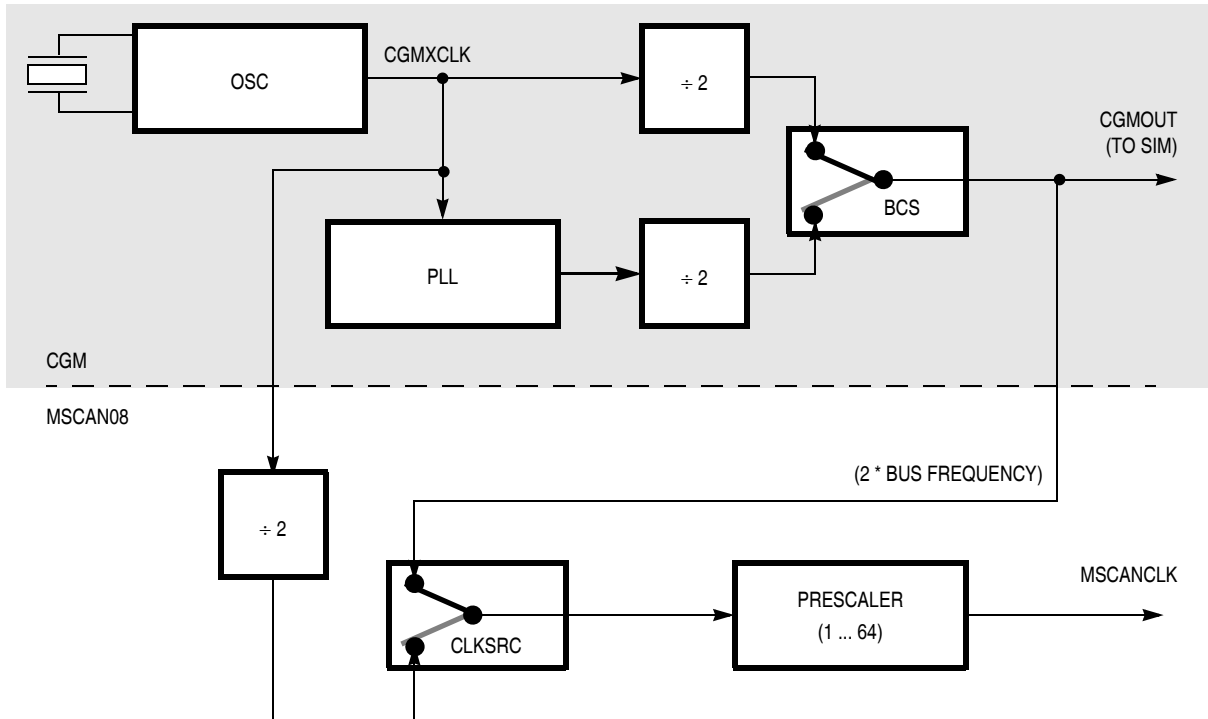 CGMXCLK
OSC
÷ 2
CGMOUT
(TO SIM)
BCS
PLL
÷ 2
CGM
MSCAN08
(2 * BUS FREQUENCY)
÷ 2
MSCANCLK
PRESCALER
(1 ... 64)
CLKSRC